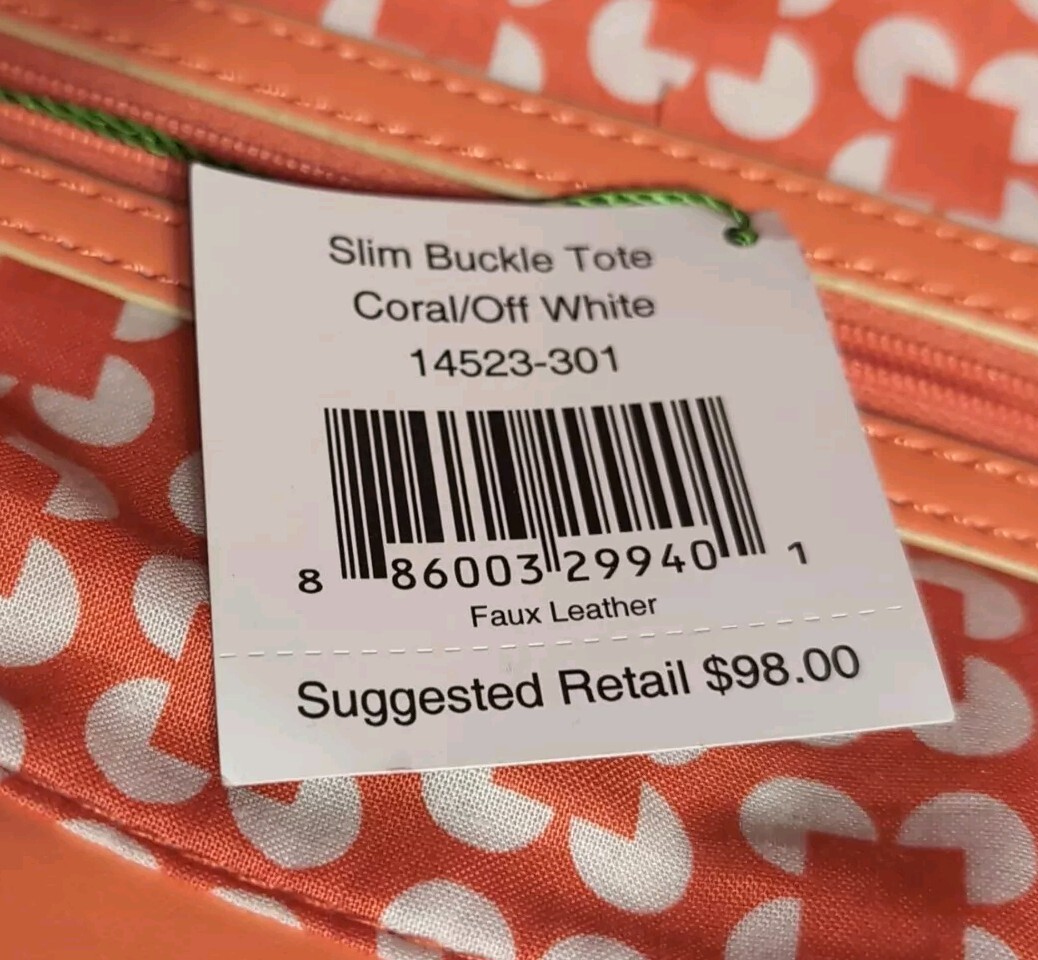 Slim Buckle Tote
Coral/Off White
14523-301
8 86003 29940 1
Faux Leather
Suggested Retail $98.00